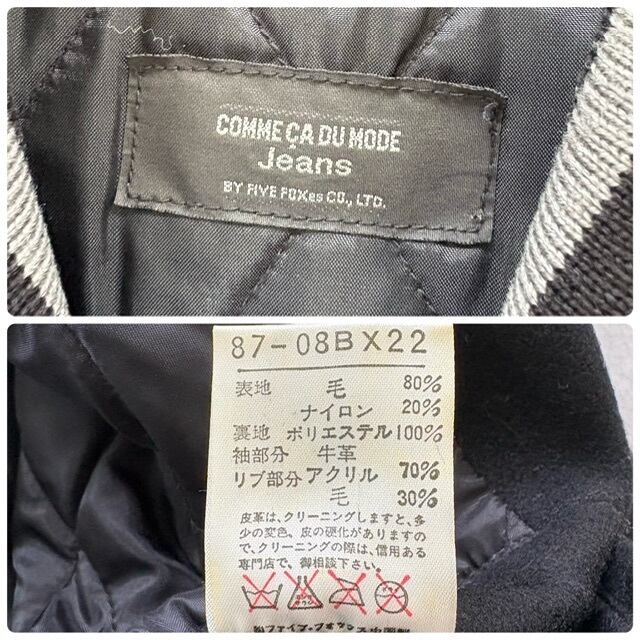 COMME ÇA DU MODE
Jeans
BY FIVE FOXes CO., LTD.
87-08BX22
表地 毛 80%
ナイロン 20%
裏地 ポリエステル 100%
袖部分 牛革
リブ部分 アクリル 70%
毛 30%
皮革は、クリーニングしますと、多
少の変色、皮の硬化がありますの
で、クリーニングの際は、信用ある
専門店で、御相談下さい。